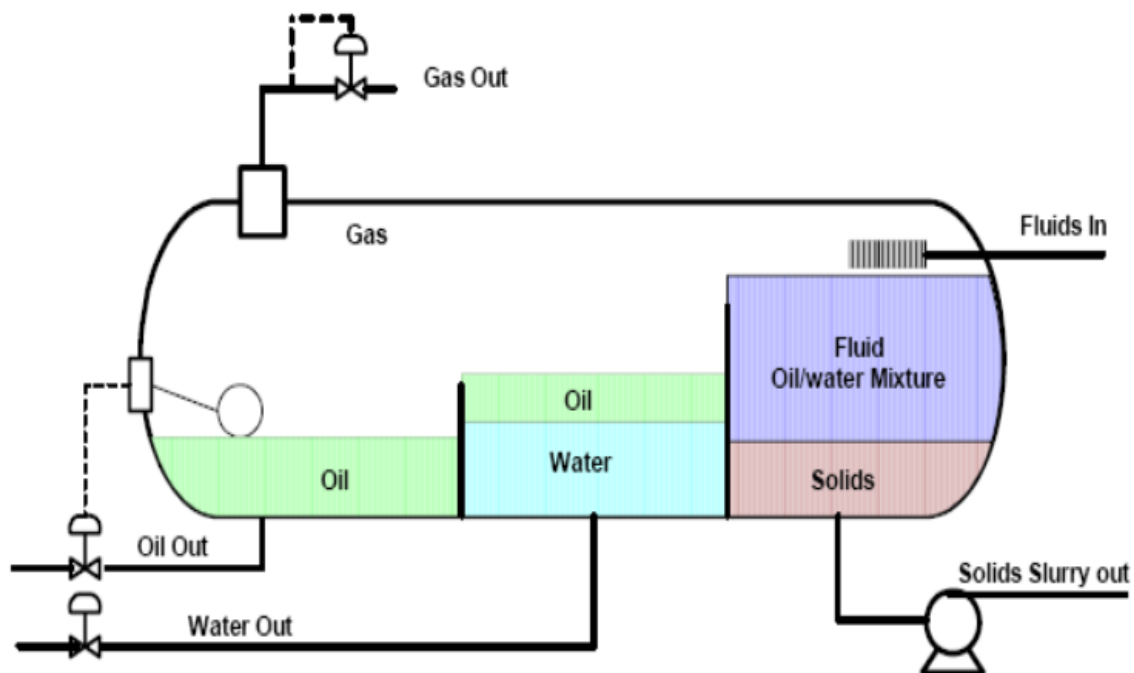 Gas Out
Fluids In
Gas
Fluid
Oil/water Mixture
Oil
Water
Oil
Solids
Oil Out
Solids Slurry out
Water Out